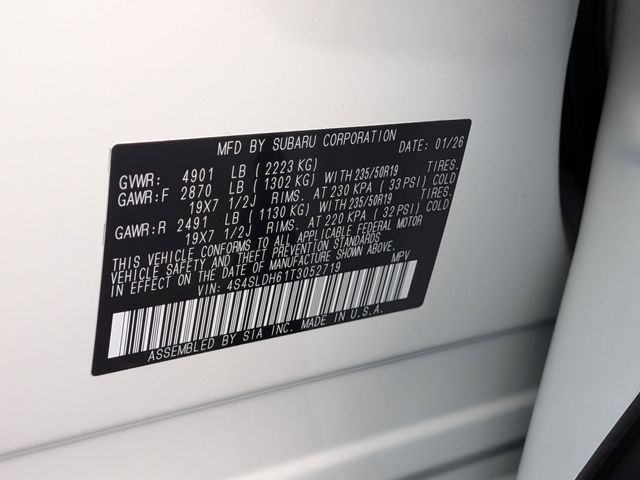 MFD BY SUBARU CORPORATION DATE: 01/26
GVWR: 4901 LB ( 2223 KG)
GAWR:F 2870 LB ( 1302 KG) WITH 235/50R19 TIRES.
19X7 1/2J RIMS. AT 230 KPA ( 33 PSI) COLD
GAWR:R 2491 LB ( 1130 KG) WITH 235/50R19 TIRES.
19X7 1/2J RIMS. AT 220 KPA ( 32 PSI) COLD
THIS VEHICLE CONFORMS TO ALL APPLICABLE FEDERAL MOTOR
VEHICLE SAFETY AND THEFT PREVENTION STANDARDS
IN EFFECT ON THE DATE OF MANUFACTURE SHOWN ABOVE.
VIN: 4S4SLDH61T3052719 MPV
ASSEMBLED BY SIA INC. MADE IN U.S.A.